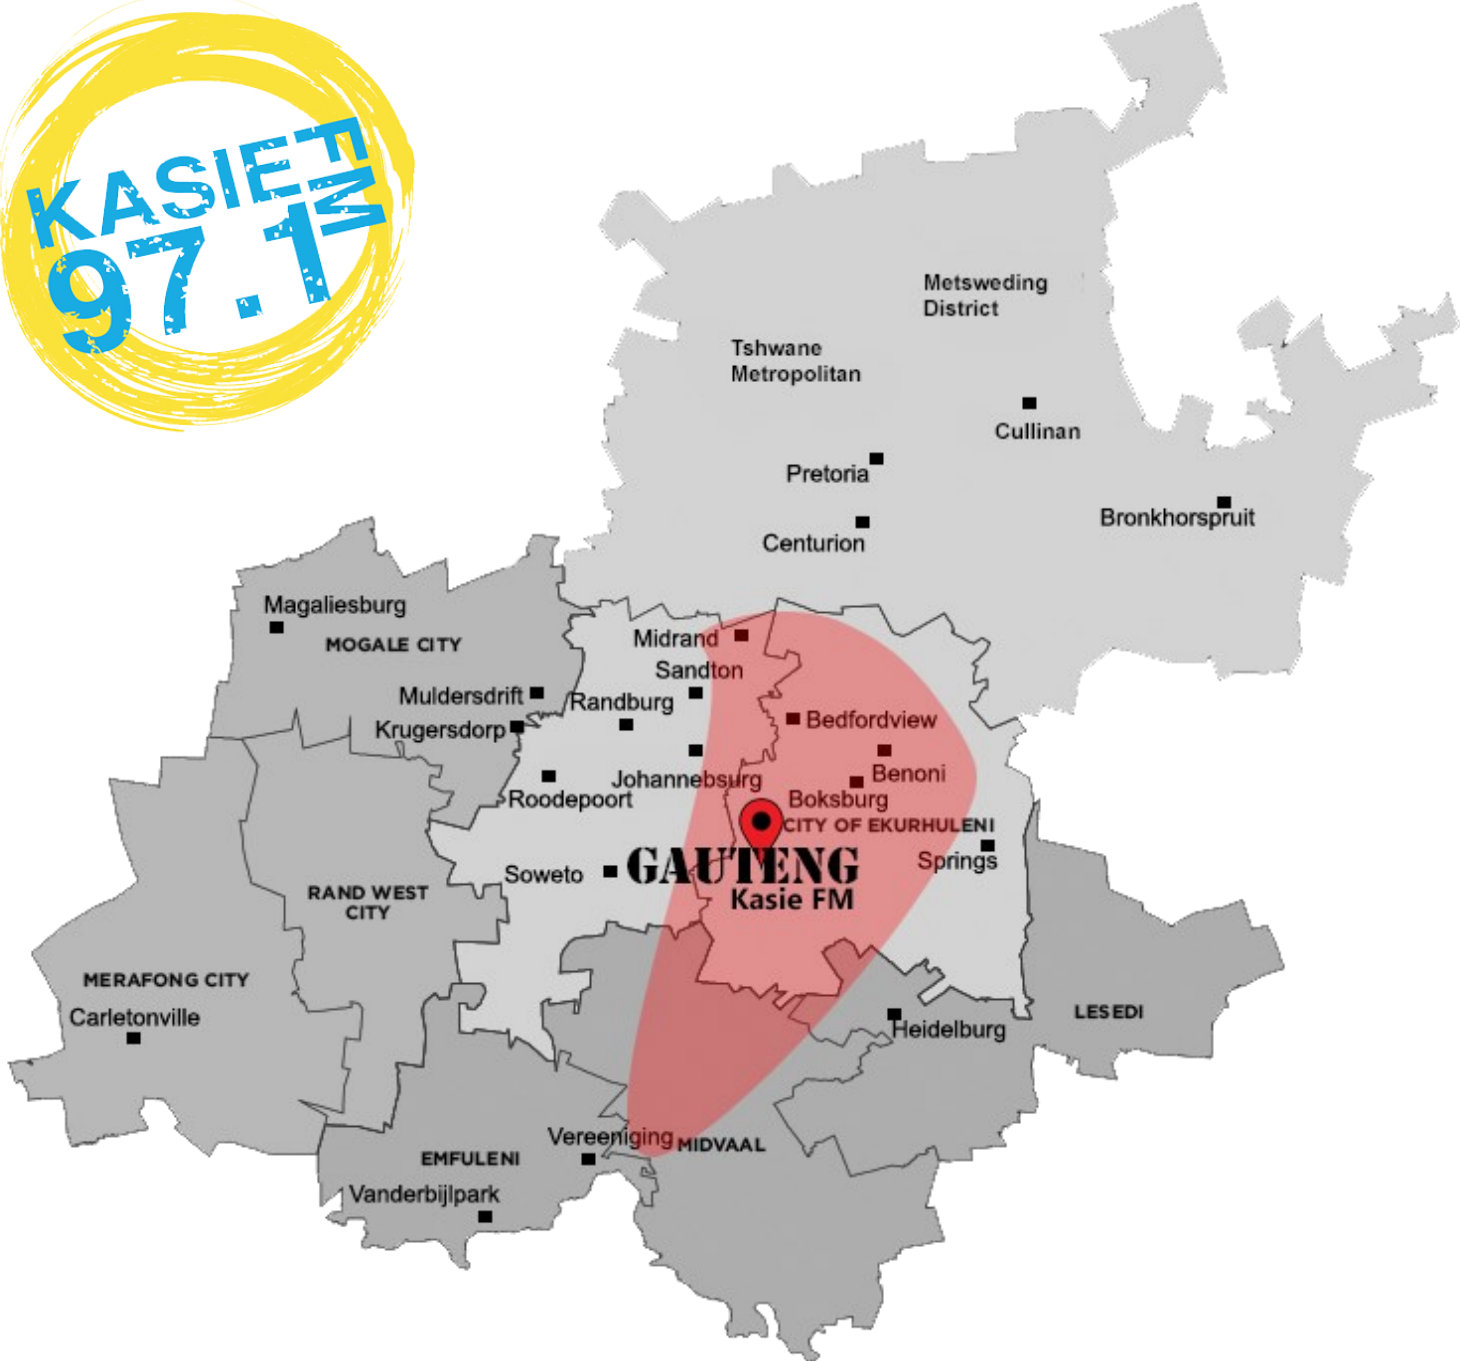 KASIE FM
97.1
Metsweding
District
Tshwane
Metropolitan
Cullinan
Pretoria
Bronkhorspruit
Centurion
Magaliesburg
MOGALE CITY
Midrand
Sandton
Muldersdrift
Randburg
Krugersdorp
Bedfordview
Johannebsurg
Benoni
Roodepoort
Boksburg
CITY OF EKURHULENI
Springs
Soweto
GAUTENG
Kasie FM
RAND WEST
CITY
MERAFONG CITY
Carletonville
LESEDI
Heidelburg
Vereeniging
MIDVAAL
EMFULENI
Vanderbijlpark